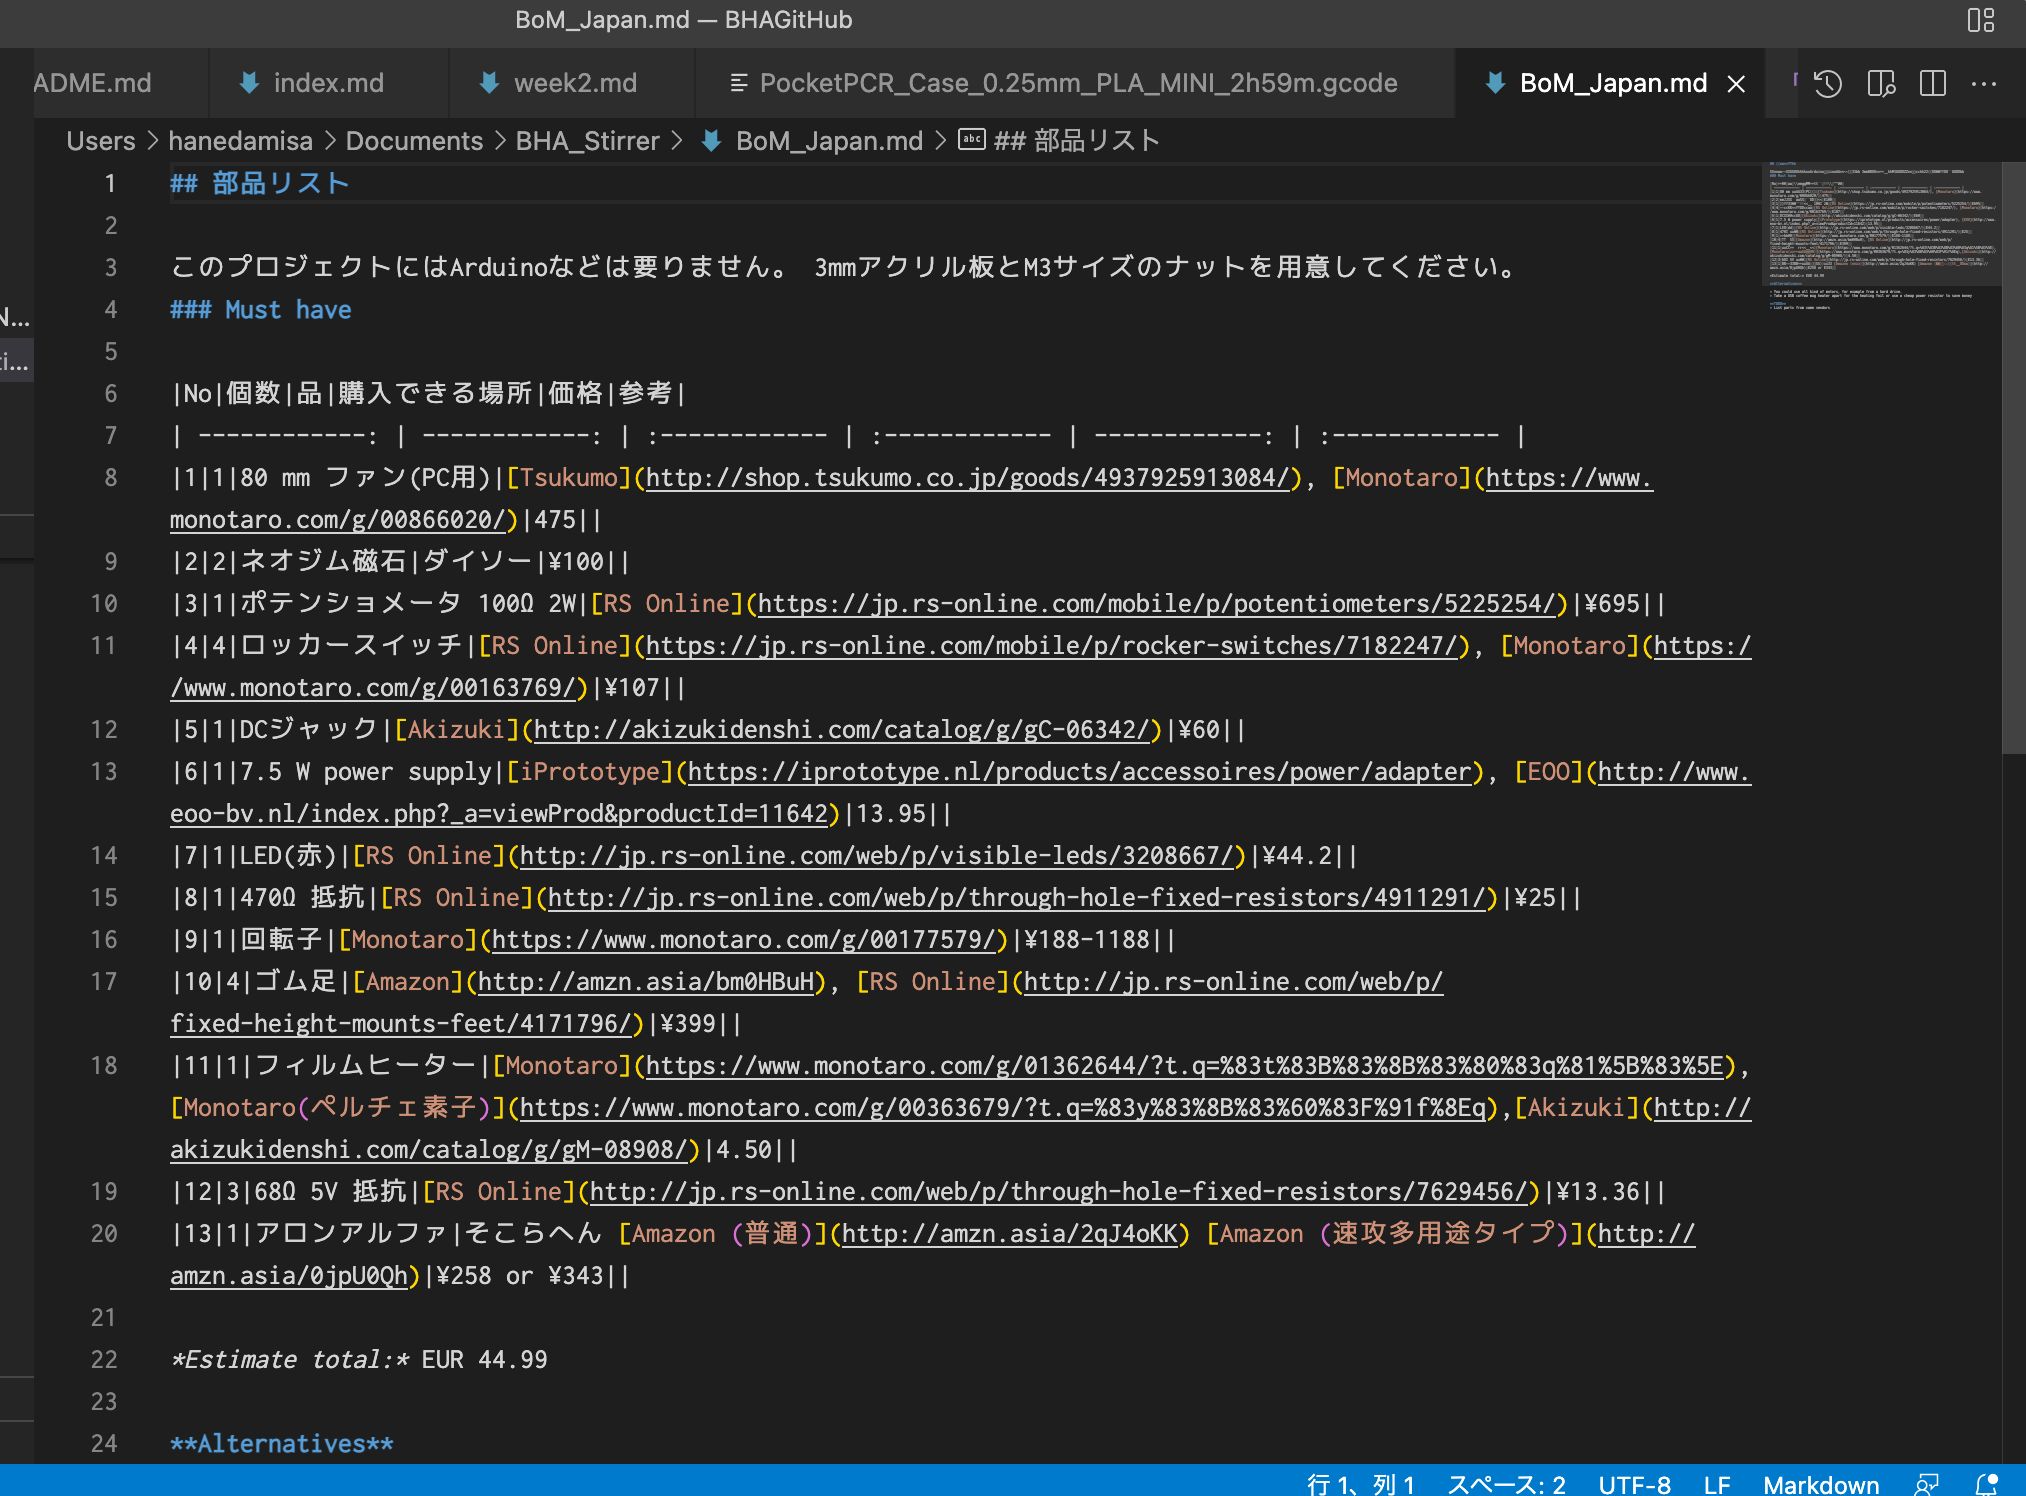 BoM_Japan.md — BHAGitHub
ADME.md index.md week2.md PocketPCR_Case_0.25mm_PLA_MINI_2h59m.gcode BoM_Japan.md
Users > hanedamisa > Documents > BHA_Stirrer > BoM_Japan.md > ## 部品リスト
1 ## 部品リスト
2
3 このプロジェクトにはArduinoなどは要りません。 3mmアクリル板とM3サイズのナットを用意してください。
4 ### Must have
5
6 |No|個数|品|購入できる場所|価格|参考|
7 | ------------: | ------------: | :------------ | :------------ | ------------: | :------------ |
8 |1|1|80 mm ファン(PC用)|[Tsukumo](http://shop.tsukumo.co.jp/goods/4937925913084/), [Monotaro](https://www.
monotaro.com/g/00866020/)|475||
9 |2|2|ネオジム磁石|ダイソー|¥100||
10 |3|1|ポテンショメータ 100Ω 2W|[RS Online](https://jp.rs-online.com/mobile/p/potentiometers/5225254/)|¥695||
11 |4|4|ロッカースイッチ|[RS Online](https://jp.rs-online.com/mobile/p/rocker-switches/7182247/), [Monotaro](https:/
/www.monotaro.com/g/00163769/)|¥107||
12 |5|1|DCジャック|[Akizuki](http://akizukidenshi.com/catalog/g/gC-06342/)|¥60||
13 |6|1|7.5 W power supply|[iPrototype](https://iprototype.nl/products/accessoires/power/adapter), [EOO](http://www.
eoo-bv.nl/index.php?_a=viewProd&productId=11642)|13.95||
14 |7|1|LED(赤)|[RS Online](http://jp.rs-online.com/web/p/visible-leds/3208667/)|¥44.2||
15 |8|1|470Ω 抵抗|[RS Online](http://jp.rs-online.com/web/p/through-hole-fixed-resistors/4911291/)|¥25||
16 |9|1|回転子|[Monotaro](https://www.monotaro.com/g/00177579/)|¥188-1188||
17 |10|4|ゴム足|[Amazon](http://amzn.asia/bm0HBuH), [RS Online](http://jp.rs-online.com/web/p/
fixed-height-mounts-feet/4171796/)|¥399||
18 |11|1|フィルムヒーター|[Monotaro](https://www.monotaro.com/g/01362644/?t.q=%83t%83B%83%8B%83%80%83q%81%5B%83%5E),
[Monotaro(ペルチェ素子)](https://www.monotaro.com/g/00363679/?t.q=%83y%83%8B%83%60%83F%91f%8Eq),[Akizuki](http://
akizukidenshi.com/catalog/g/gM-08908/)|4.50||
19 |12|3|68Ω 5V 抵抗|[RS Online](http://jp.rs-online.com/web/p/through-hole-fixed-resistors/7629456/)|¥13.36||
20 |13|1|アロンアルファ|そこらへん [Amazon (普通)](http://amzn.asia/2qJ4oKK) [Amazon (速攻多用途タイプ)](http://
amzn.asia/0jpU0Qh)|¥258 or ¥343||
21
22 *Estimate total:* EUR 44.99
23
24 **Alternatives**
N...
ti...
行 1、列 1 スペース: 2 UTF-8 LF Markdown